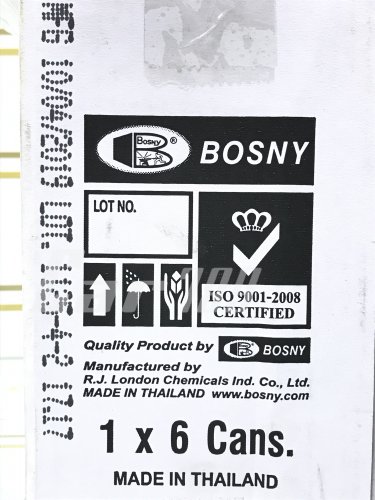 BOSNY
® BOSNY
LOT NO.
ISO 9001-2008
CERTIFIED
Quality Product by BOSNY
Manufactured by
R.J. London Chemicals Ind. Co., Ltd.
MADE IN THAILAND www.bosny.com
1 x 6 Cans.
MADE IN THAILAND